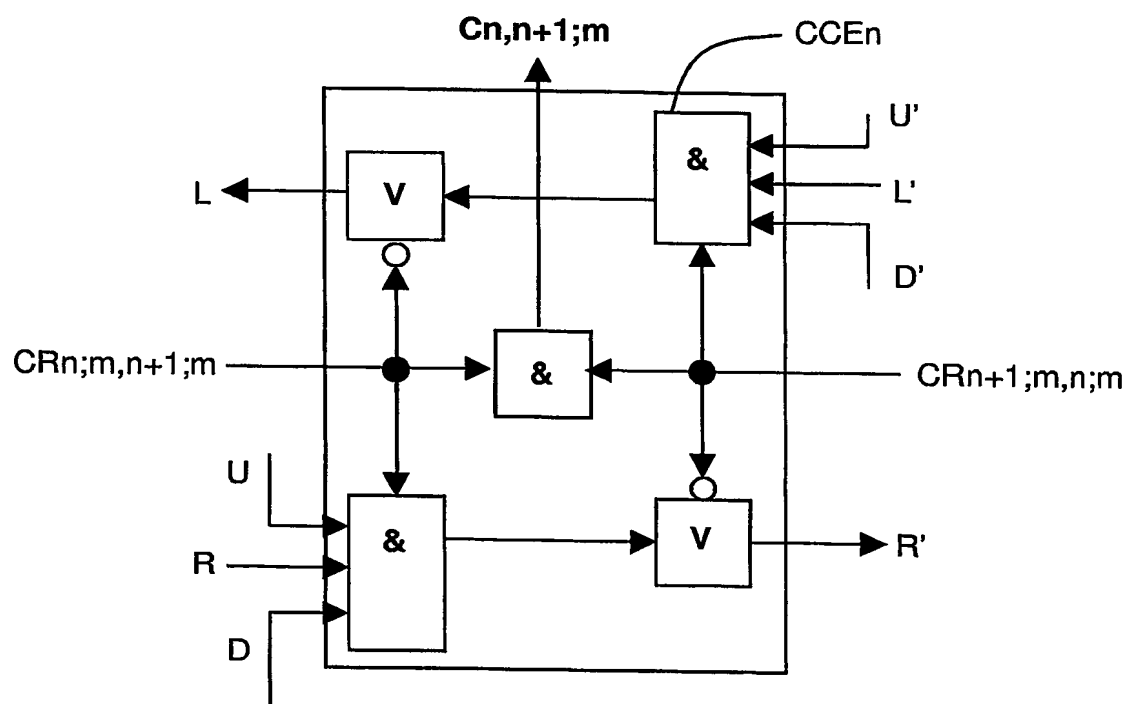 Cn,n+1;m
CCEn
U'
&
V
L
L'
D'
CRn;m,n+1;m
&
CRn+1;m,n;m
U
&
V
R
R'
D